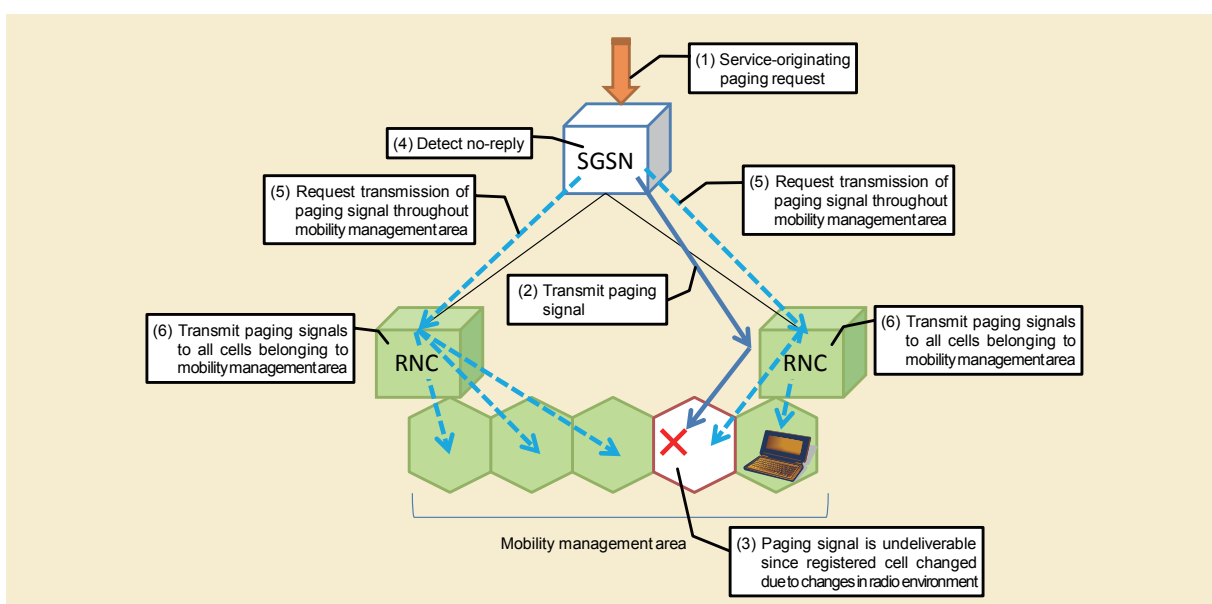 (1) Service-originating
paging request
(4) Detect no-reply
SGSN
(5) Request transmission of
paging signal throughout
mobility management area
(5) Request transmission of
paging signal throughout
mobility management area
(2) Transmit paging
signal
(6) Transmit paging signals
to all cells belonging to
mobility management area
RNC
RNC
(6) Transmit paging signals
to all cells belonging to
mobility management area
Mobility management area
(3) Paging signal is undeliverable
since registered cell changed
due to changes in radio environment